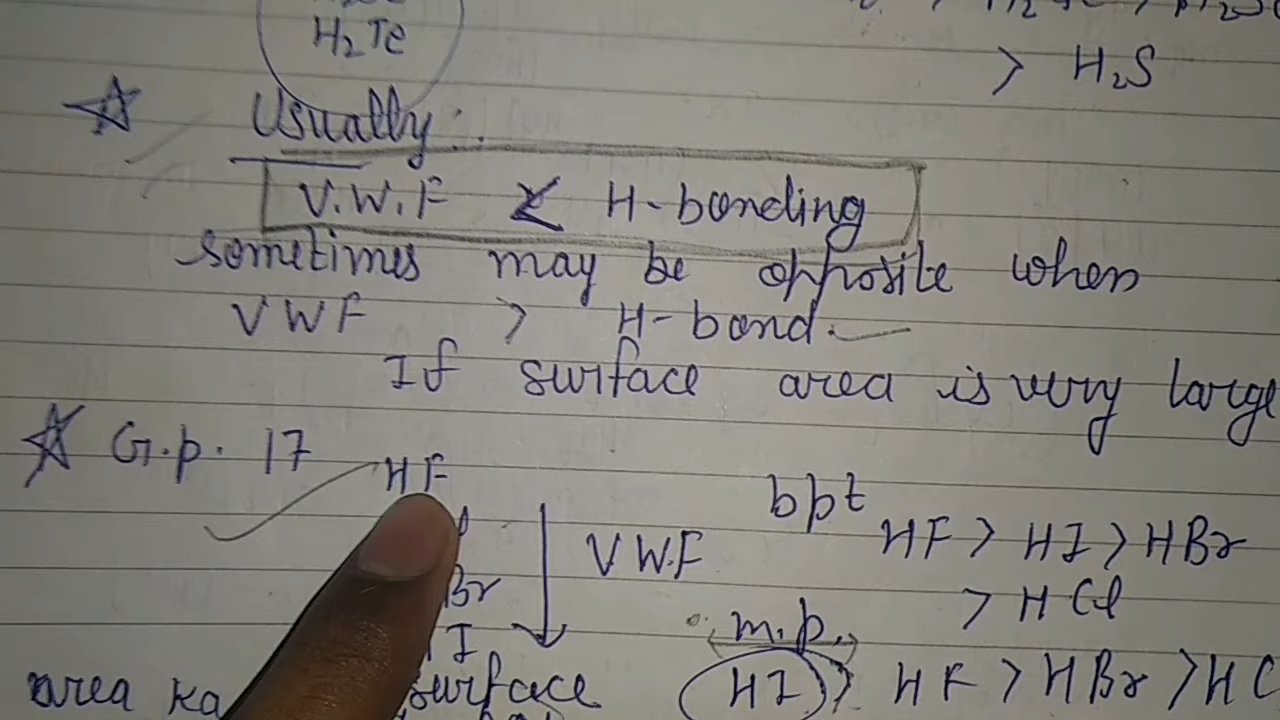 H₂Te
> H₂S
Usually :.
V.W.F < H-bonding
sometimes may be opposite when
VWF > H-bond.
If surface area is very large
G.p. 17
HF
Br
I
VWF
bpt
HF > HI > HBr
> HCl
m.p.
HI > HF > HBr > HC
area ka surface